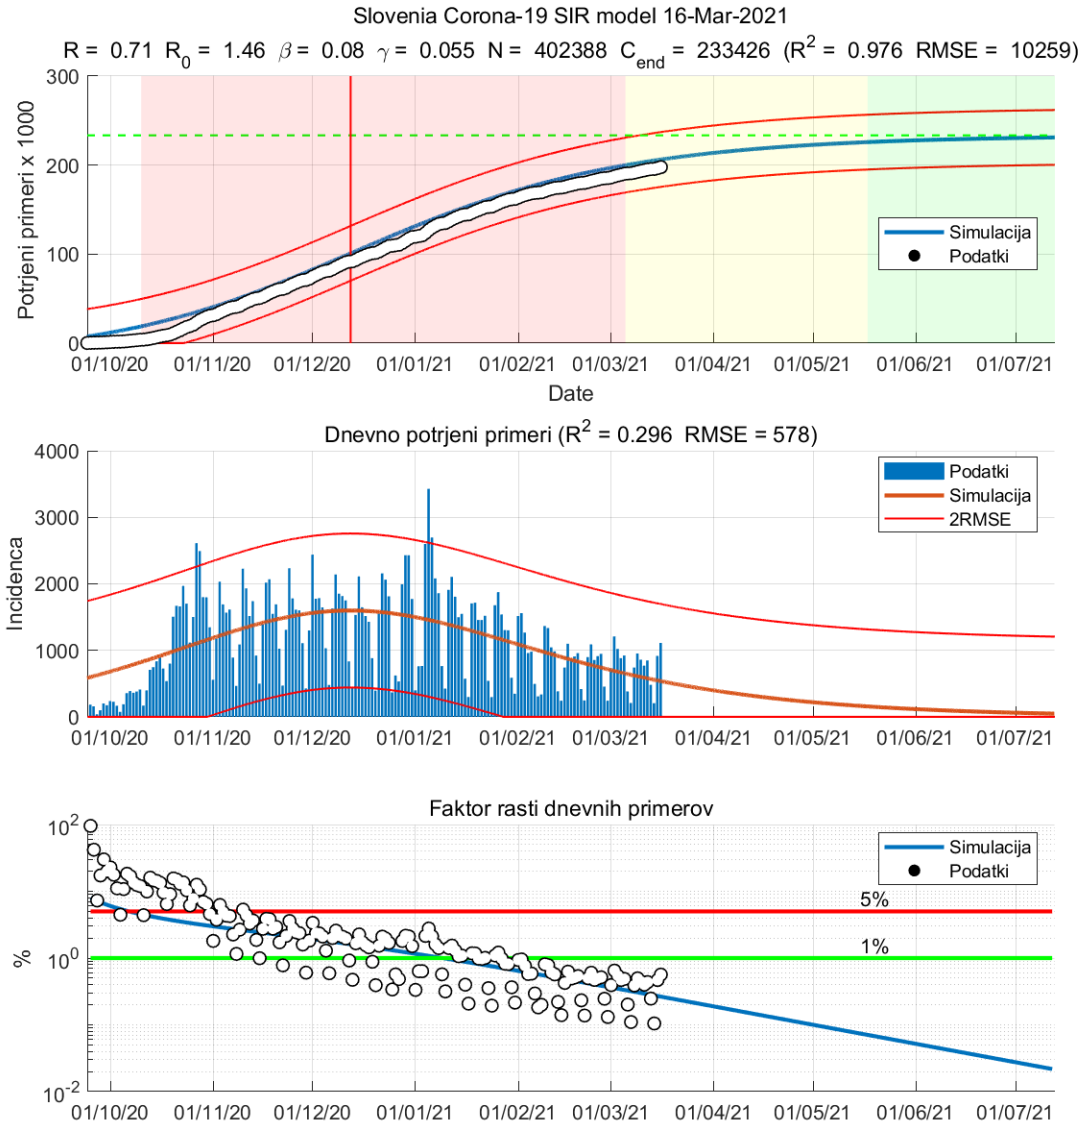 Slovenia Corona-19 SIR model 16-Mar-2021
R = 0.71 R0 = 1.46 β = 0.08 γ = 0.055 N = 402388 Cend = 233426 (R2 = 0.976 RMSE = 10259)
300
200
100
0
Potrjeni primeri x 1000
Simulacija
Podatki
01/10/20 01/11/20 01/12/20 01/01/21 01/02/21 01/03/21 01/04/21 01/05/21 01/06/21 01/07/21
Date
Dnevno potrjeni primeri (R2 = 0.296 RMSE = 578)
4000
3000
2000
1000
0
Incidenca
Podatki
Simulacija
2RMSE
01/10/20 01/11/20 01/12/20 01/01/21 01/02/21 01/03/21 01/04/21 01/05/21 01/06/21 01/07/21
Faktor rasti dnevnih primerov
102
100
10-2
%
Simulacija
Podatki
5%
1%
01/10/20 01/11/20 01/12/20 01/01/21 01/02/21 01/03/21 01/04/21 01/05/21 01/06/21 01/07/21